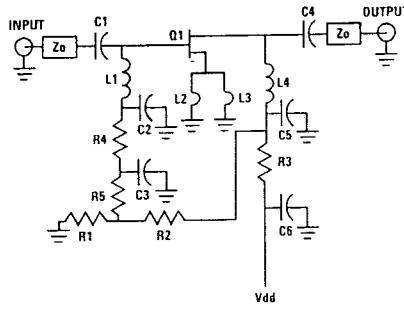 INPUT
Zo
C1
Q1
C4
Zo
OUTPUT
L1
L2
L3
L4
C2
C5
R4
R3
C3
R5
R1
R2
C6
Vdd